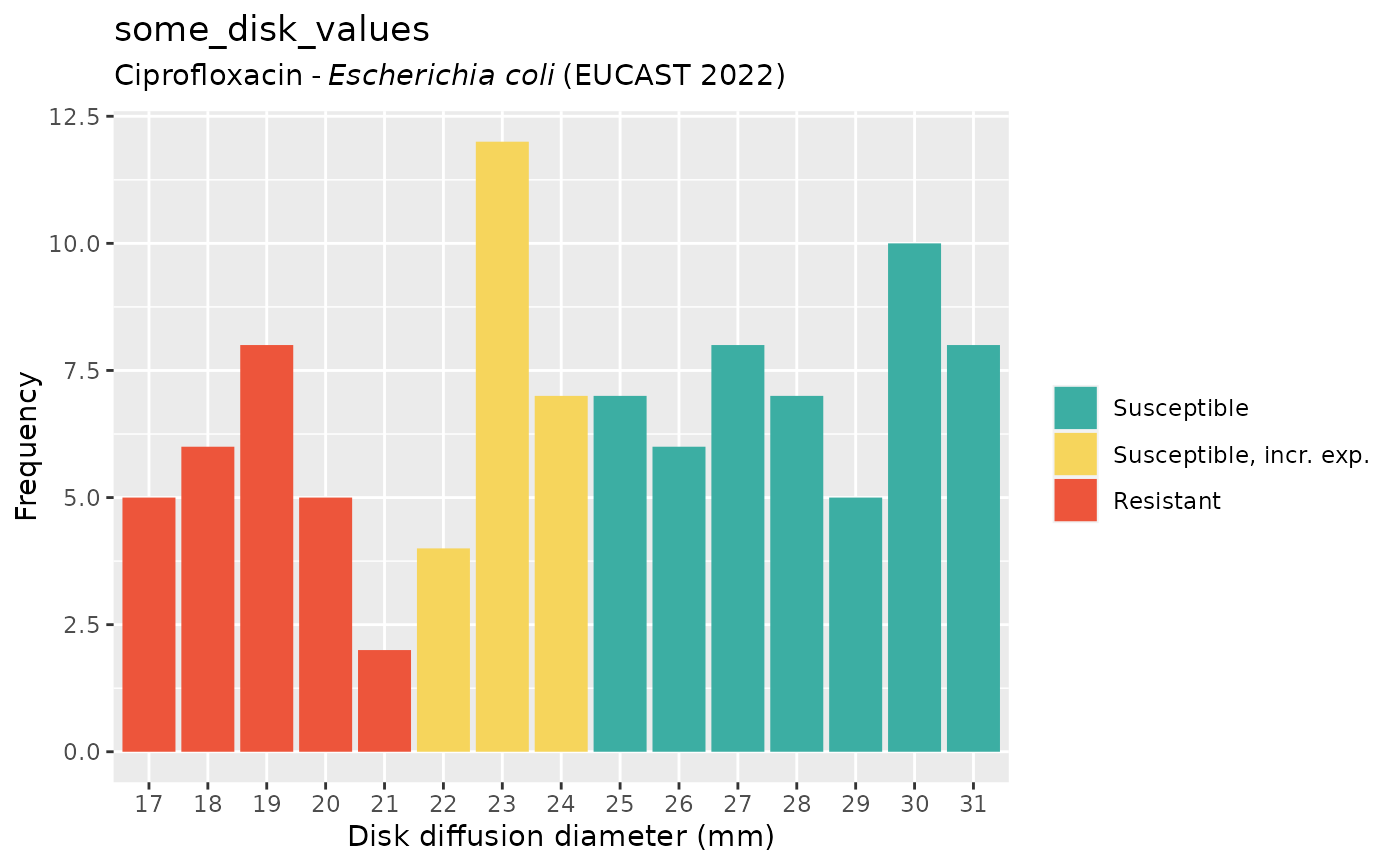 some_disk_values
Ciprofloxacin - Escherichia coli (EUCAST 2022)
12.5
10.0
7.5
5.0
2.5
0.0
Frequency
17 18 19 20 21 22 23 24 25 26 27 28 29 30 31
Disk diffusion diameter (mm)
Susceptible
Susceptible, incr. exp.
Resistant